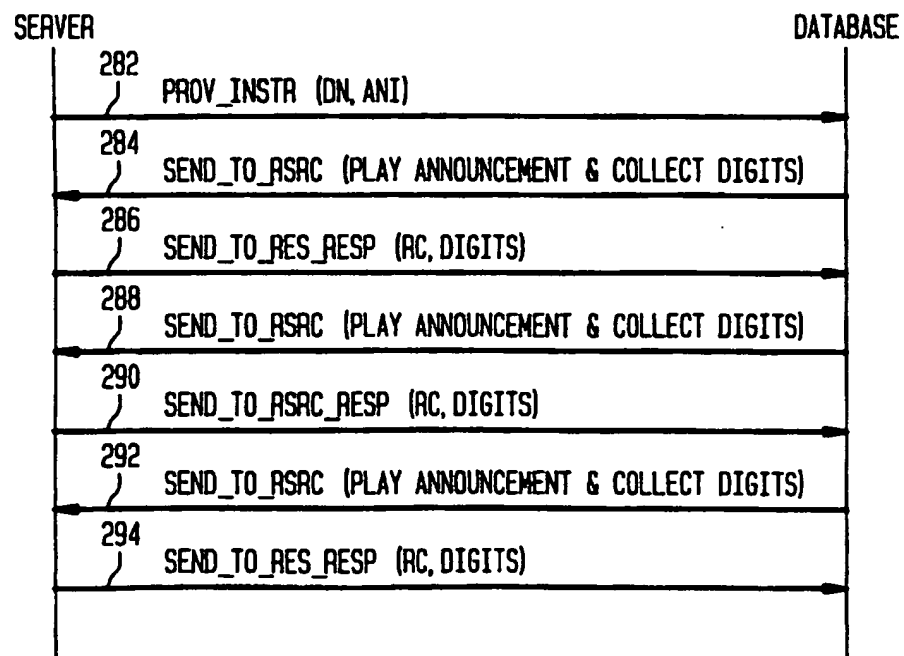 SERVER DATABASE
282
PROV_INSTR (DN, ANI)
284
SEND_TO_RSRC (PLAY ANNOUNCEMENT & COLLECT DIGITS)
286
SEND_TO_RES_RESP (RC, DIGITS)
288
SEND_TO_RSRC (PLAY ANNOUNCEMENT & COLLECT DIGITS)
290
SEND_TO_RSRC_RESP (RC, DIGITS)
292
SEND_TO_RSRC (PLAY ANNOUNCEMENT & COLLECT DIGITS)
294
SEND_TO_RES_RESP (RC, DIGITS)